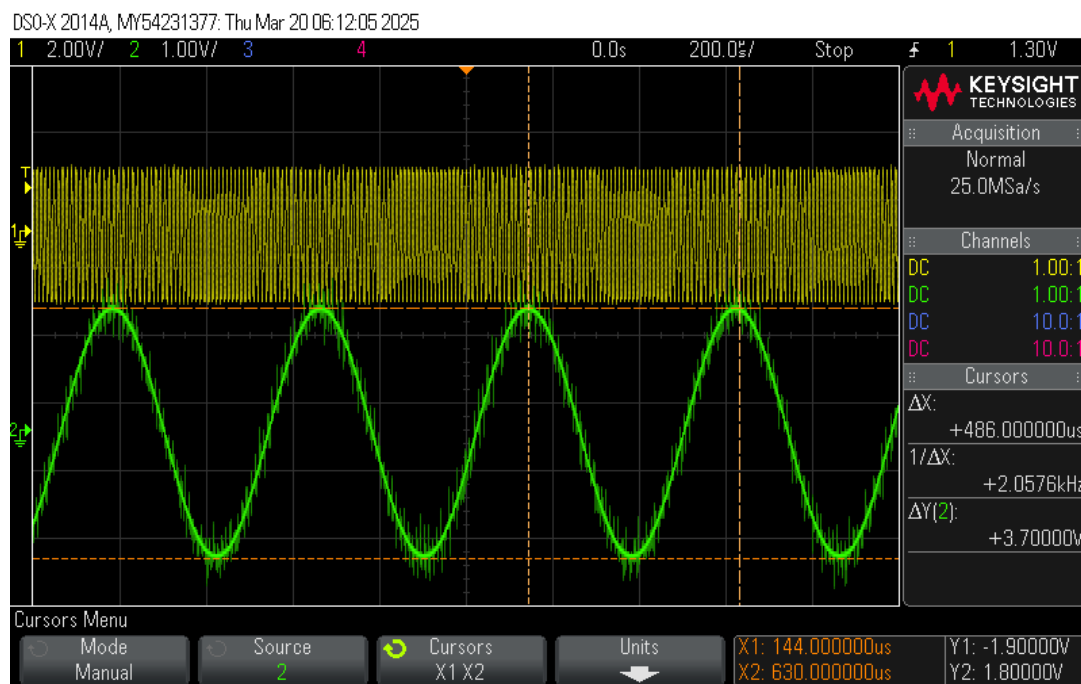 DSO-X 2014A, MY54231377: Thu Mar 20 06:12:05 2025
1 2.00V/ 2 1.00V/ 3 4 0.0s 200.0µs/ Stop 1 1.30V
KEYSIGHT
TECHNOLOGIES
Acquisition
Normal
25.0MSa/s
Channels
DC 1.00:1
DC 1.00:1
DC 10.0:1
DC 10.0:1
Cursors
ΔX:
+486.000000us
1/ΔX:
+2.0576kHz
ΔY(2):
+3.70000V
T
1
2
Cursors Menu
Mode
Manual
Source
2
Cursors
X1 X2
Units
X1: 144.000000us
X2: 630.000000us
Y1: -1.90000V
Y2: 1.80000V